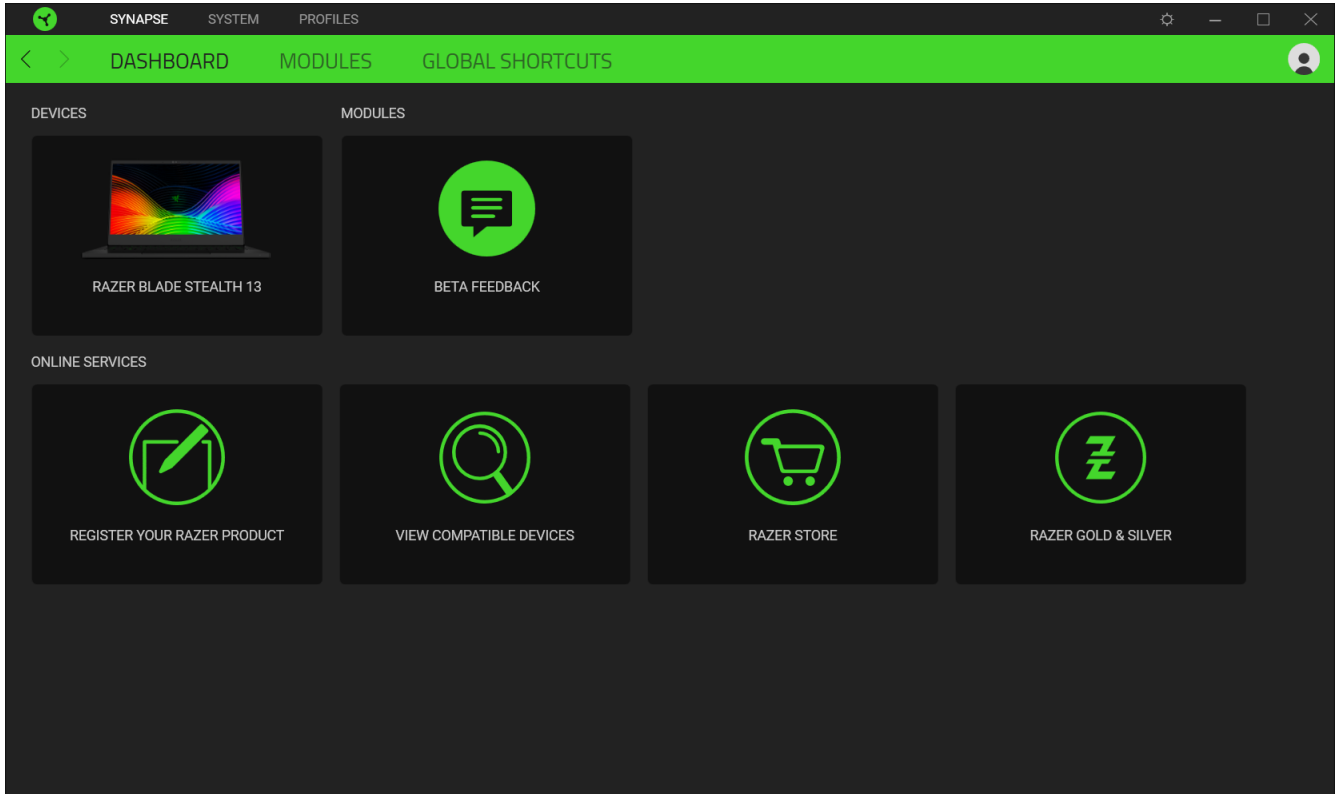 SYNAPSE SYSTEM PROFILES
DASHBOARD MODULES GLOBAL SHORTCUTS
DEVICES MODULES
RAZER BLADE STEALTH 13 BETA FEEDBACK
ONLINE SERVICES
REGISTER YOUR RAZER PRODUCT VIEW COMPATIBLE DEVICES RAZER STORE RAZER GOLD & SILVER